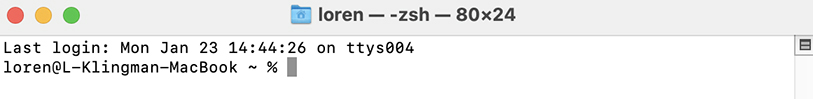 loren — -zsh — 80×24
Last login: Mon Jan 23 14:44:26 on ttys004
loren@L-Klingman-MacBook ~ %